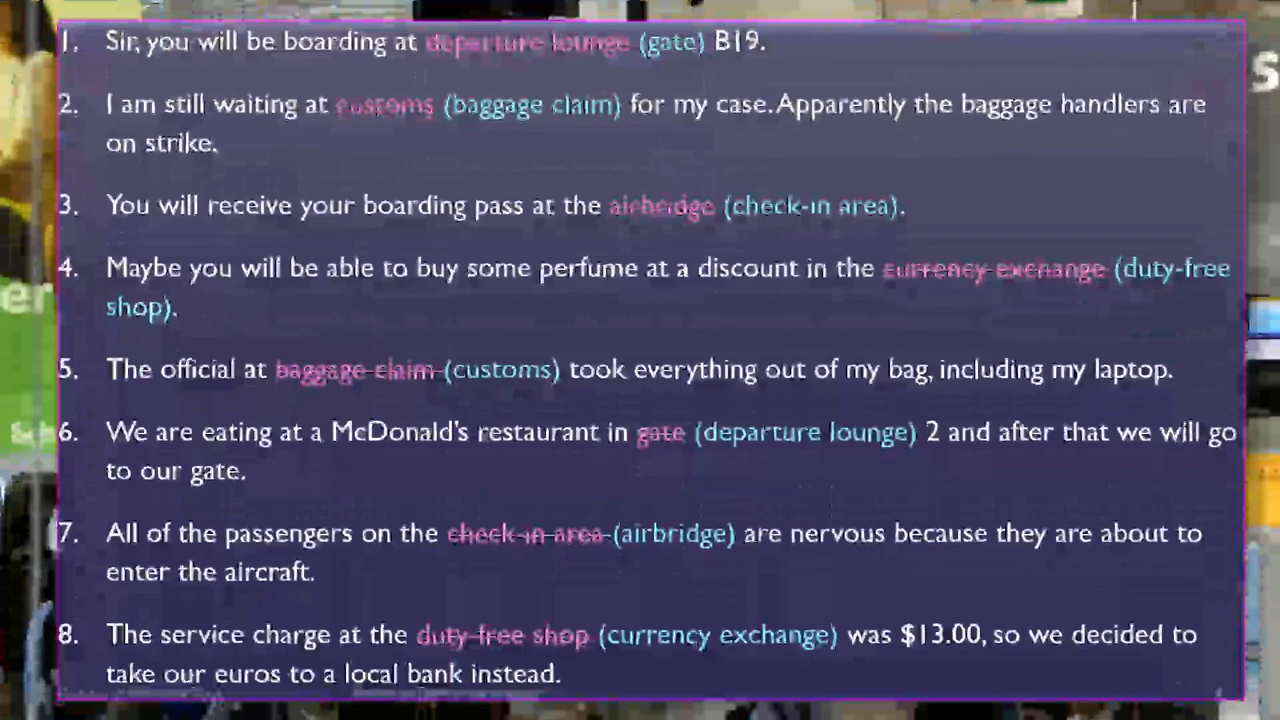 1. Sir, you will be boarding at departure lounge (gate) B19.
2. I am still waiting at customs (baggage claim) for my case. Apparently the baggage handlers are
on strike.
3. You will receive your boarding pass at the airbridge (check-in area).
4. Maybe you will be able to buy some perfume at a discount in the currency exchange (duty-free
shop).
5. The official at baggage claim (customs) took everything out of my bag, including my laptop.
6. We are eating at a McDonald's restaurant in gate (departure lounge) 2 and after that we will go
to our gate.
7. All of the passengers on the check-in area (airbridge) are nervous because they are about to
enter the aircraft.
8. The service charge at the duty-free shop (currency exchange) was $13.00, so we decided to
take our euros to a local bank instead.